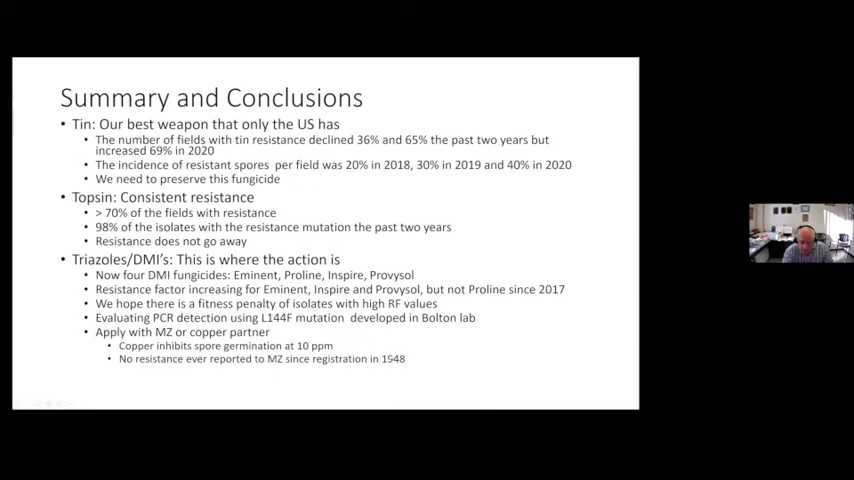 Summary and Conclusions
• Tin: Our best weapon that only the US has
• The number of fields with tin resistance declined 36% and 65% the past two years but
increased 69% in 2020
• The incidence of resistant spores per field was 20% in 2018, 30% in 2019 and 40% in 2020
• We need to preserve this fungicide
• Topsin: Consistent resistance
• > 70% of the fields with resistance
• 98% of the isolates with the resistance mutation the past two years
• Resistance does not go away
• Triazoles/DMI's: This is where the action is
• Now four DMI fungicides: Eminent, Proline, Inspire, Provysol
• Resistance factor increasing for Eminent, Inspire and Provysol, but not Proline since 2017
• We hope there is a fitness penalty of isolates with high RF values
• Evaluating PCR detection using L144F mutation developed in Bolton lab
• Apply with MZ or copper partner
• Copper inhibits spore germination at 10 ppm
• No resistance ever reported to MZ since registration in 1948